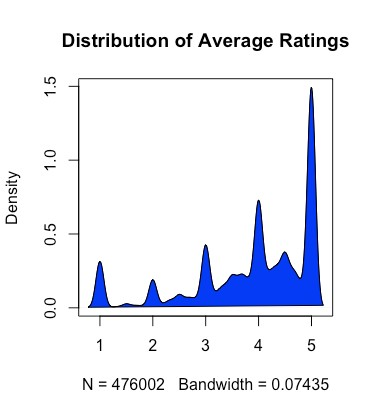 Distribution of Average Ratings
Density
1.5
1.0
0.5
0.0
1 2 3 4 5
N = 476002 Bandwidth = 0.07435